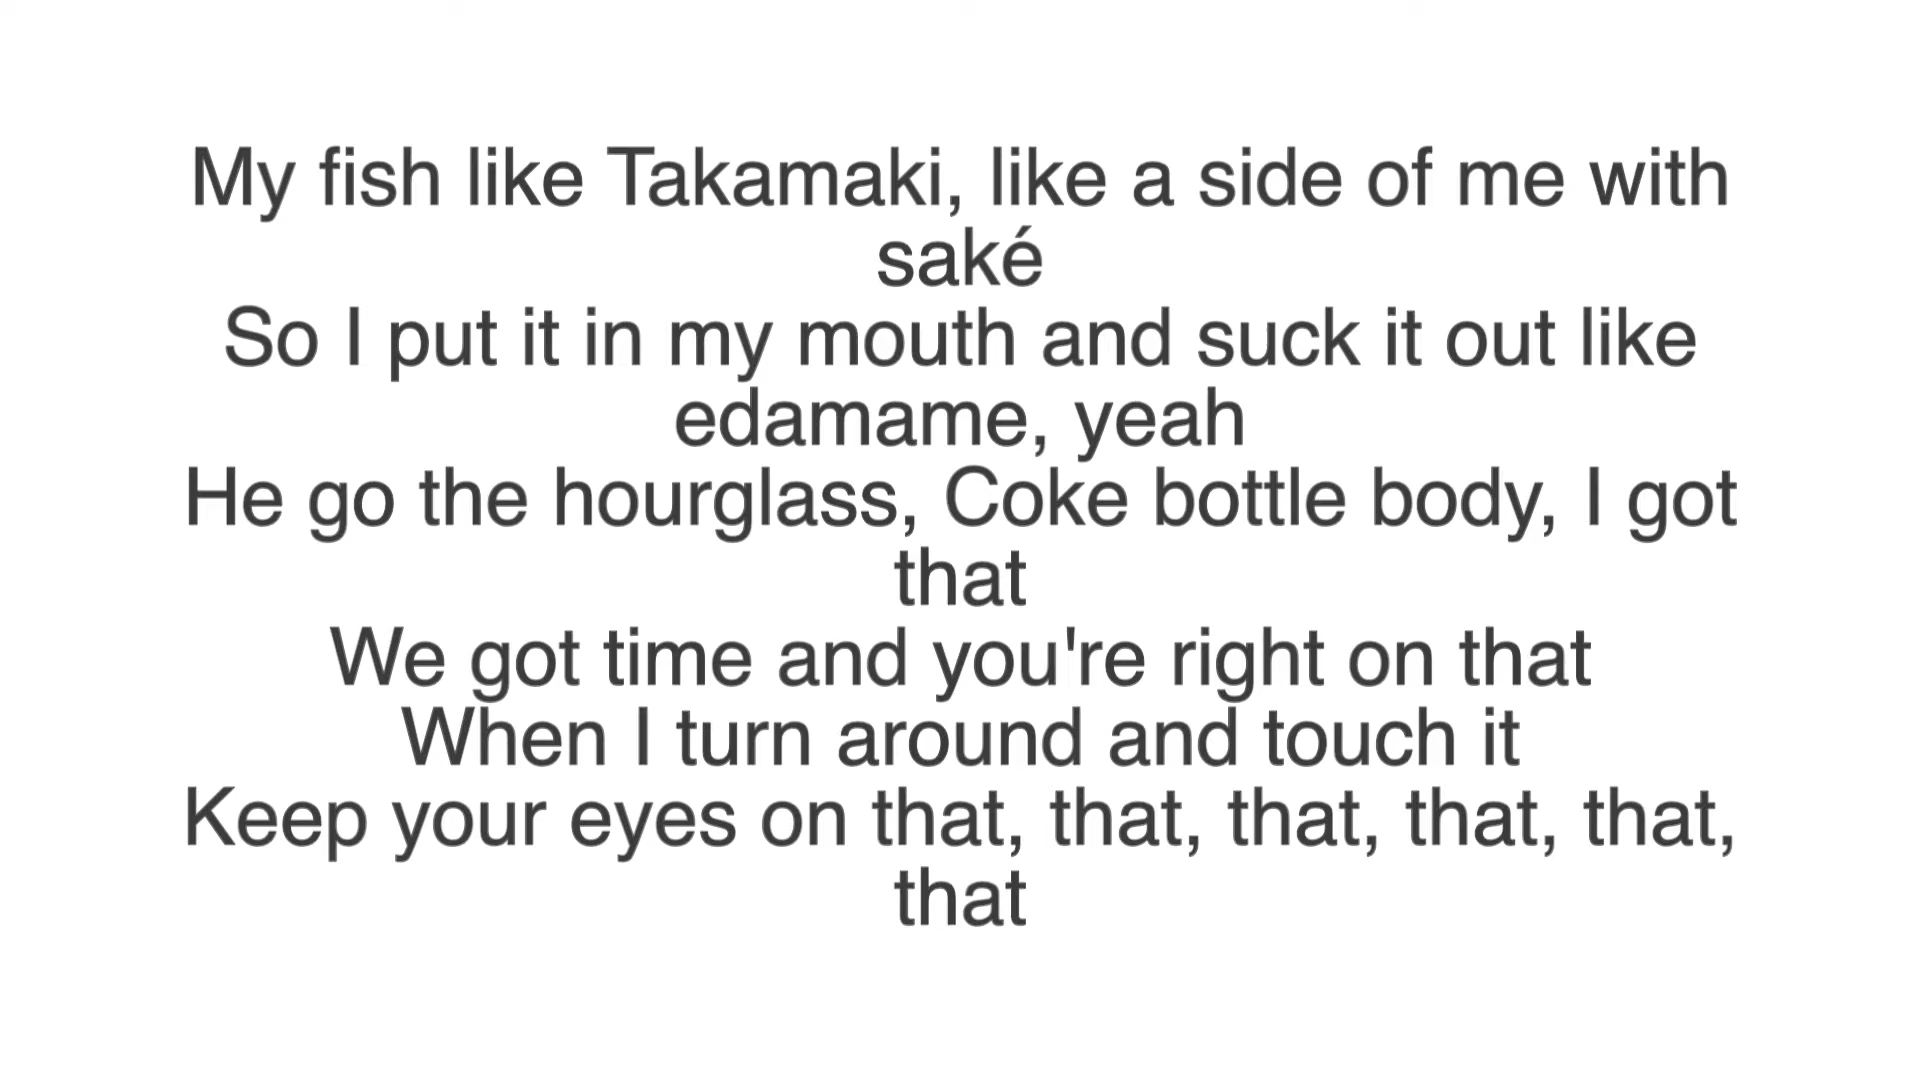 My fish like Takamaki, like a side of me with
saké
So I put it in my mouth and suck it out like
edamame, yeah
He go the hourglass, Coke bottle body, I got
that
We got time and you're right on that
When I turn around and touch it
Keep your eyes on that, that, that, that, that,
that